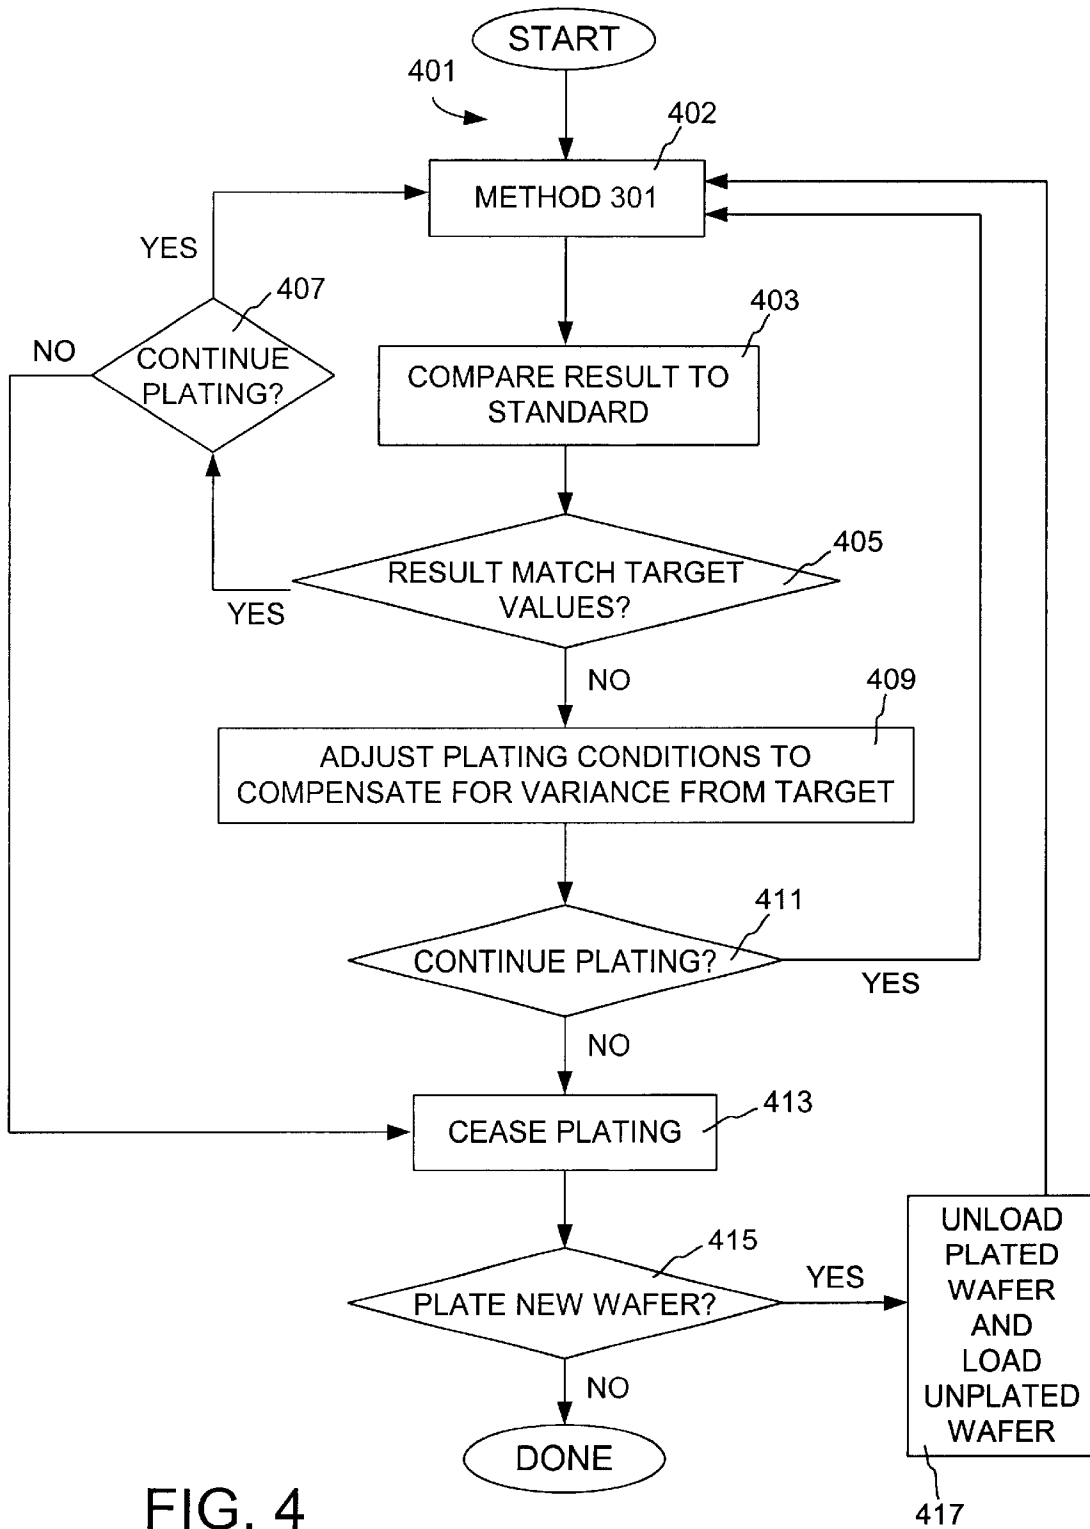 START
401
402
METHOD 301
YES
407
403
NO
CONTINUE
PLATING?
COMPARE RESULT TO
STANDARD
405
RESULT MATCH TARGET
VALUES?
YES
NO
409
ADJUST PLATING CONDITIONS TO
COMPENSATE FOR VARIANCE FROM TARGET
411
CONTINUE PLATING?
YES
NO
413
CEASE PLATING
415
PLATE NEW WAFER?
YES
UNLOAD
PLATED
WAFER
AND
LOAD
UNPLATED
WAFER
NO
DONE
417
FIG. 4